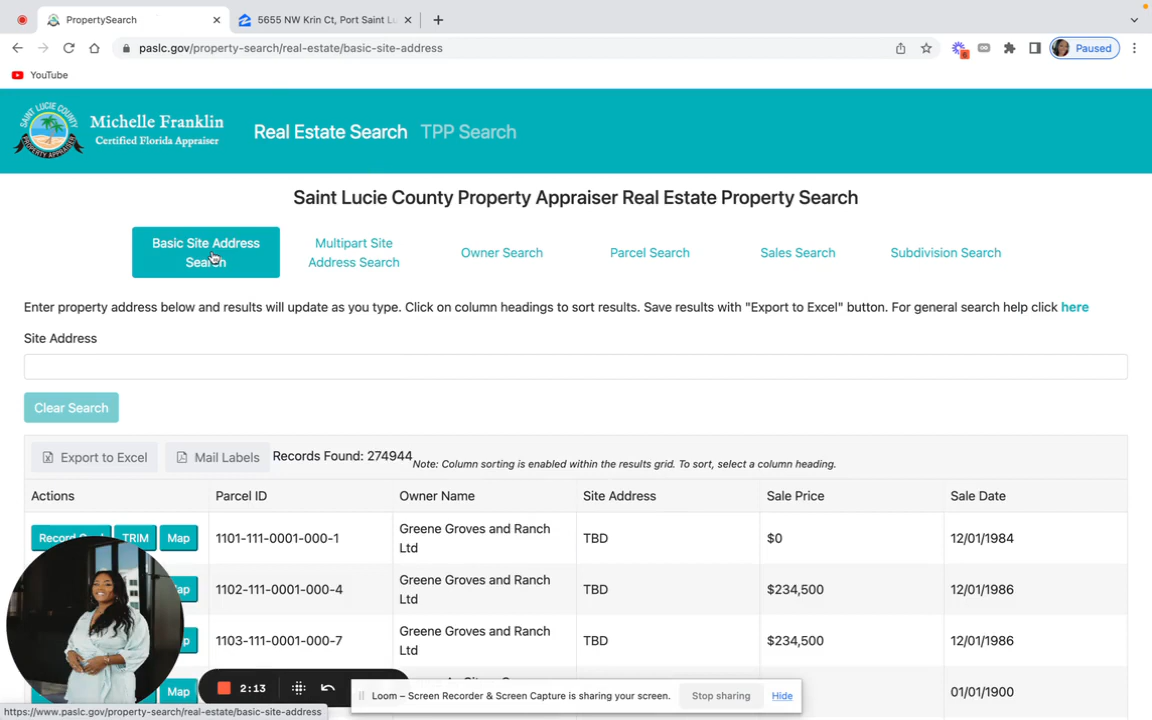 PropertySearch
5655 NW Krin Ct, Port Saint Lu
paslc.gov/property-search/real-estate/basic-site-address
6
Paused
YouTube
SAINT LUCIE COUNTY
PROPERTY APPRAISER
Michelle Franklin
Certified Florida Appraiser
Real Estate Search
TPP Search
Saint Lucie County Property Appraiser Real Estate Property Search
Basic Site Address
Search
Multipart Site
Address Search
Owner Search
Parcel Search
Sales Search
Subdivision Search
Enter property address below and results will update as you type. Click on column headings to sort results. Save results with "Export to Excel" button. For general search help click here
Site Address
Clear Search
Export to Excel
Mail Labels
Records Found: 274944
Note: Column sorting is enabled within the results grid. To sort, select a column heading.
Actions
Parcel ID
Owner Name
Site Address
Sale Price
Sale Date
Record
TRIM
Map
1101-111-0001-000-1
Greene Groves and Ranch
Ltd
TBD
$0
12/01/1984
1102-111-0001-000-4
Greene Groves and Ranch
Ltd
TBD
$234,500
12/01/1986
1103-111-0001-000-7
Greene Groves and Ranch
Ltd
TBD
$234,500
12/01/1986
Map
01/01/1900
2:13
Loom – Screen Recorder & Screen Capture is sharing your screen.
Stop sharing
Hide
https://www.paslc.gov/property-search/real-estate/basic-site-address